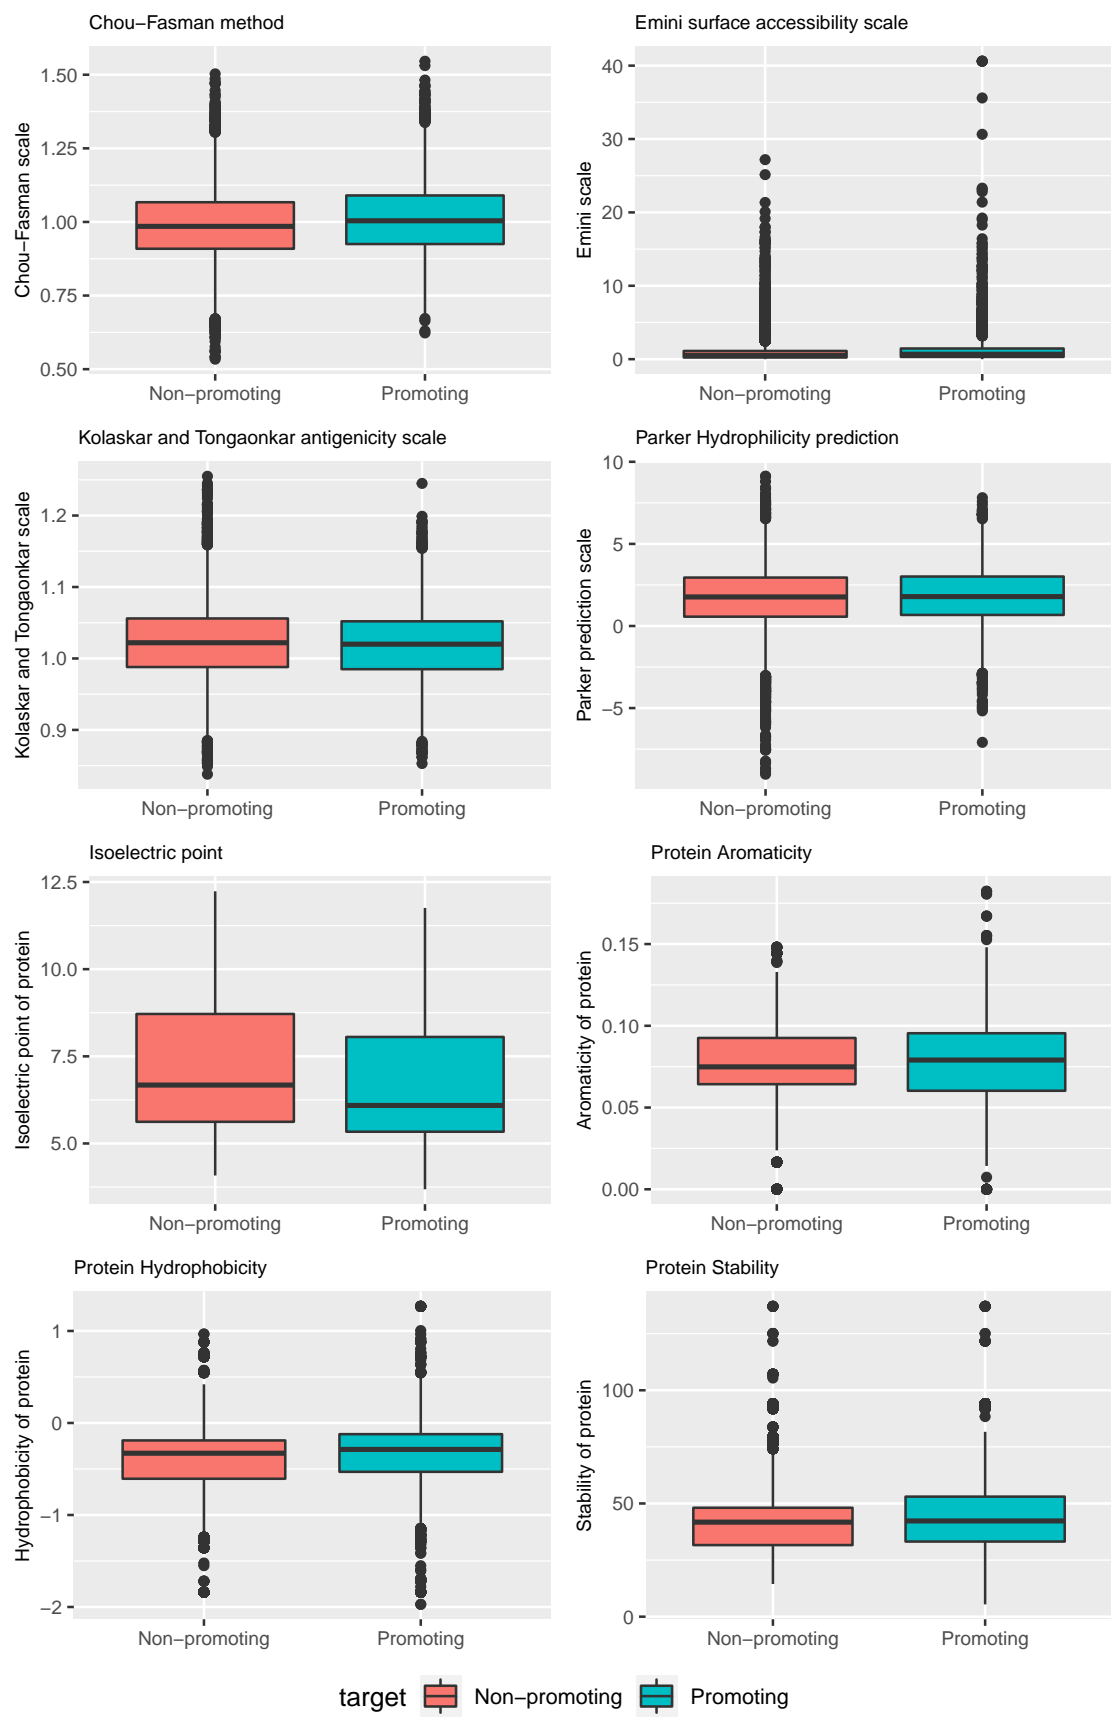 Chou−Fasman method
Chou−Fasman scale
1.50
1.25
1.00
0.75
0.50
Non−promoting
Promoting
Emini surface accessibility scale
Emini scale
40
30
20
10
0
Non−promoting
Promoting
Kolaskar and Tongaonkar antigenicity scale
Kolaskar and Tongaonkar scale
1.2
1.1
1.0
0.9
Non−promoting
Promoting
Parker Hydrophilicity prediction
Parker prediction scale
10
5
0
−5
Non−promoting
Promoting
Isoelectric point
Isoelectric point of protein
12.5
10.0
7.5
5.0
Non−promoting
Promoting
Protein Aromaticity
Aromaticity of protein
0.15
0.10
0.05
0.00
Non−promoting
Promoting
Protein Hydrophobicity
Hydrophobicity of protein
1
0
−1
−2
Non−promoting
Promoting
Protein Stability
Stability of protein
100
50
0
Non−promoting
Promoting
target Non−promoting Promoting